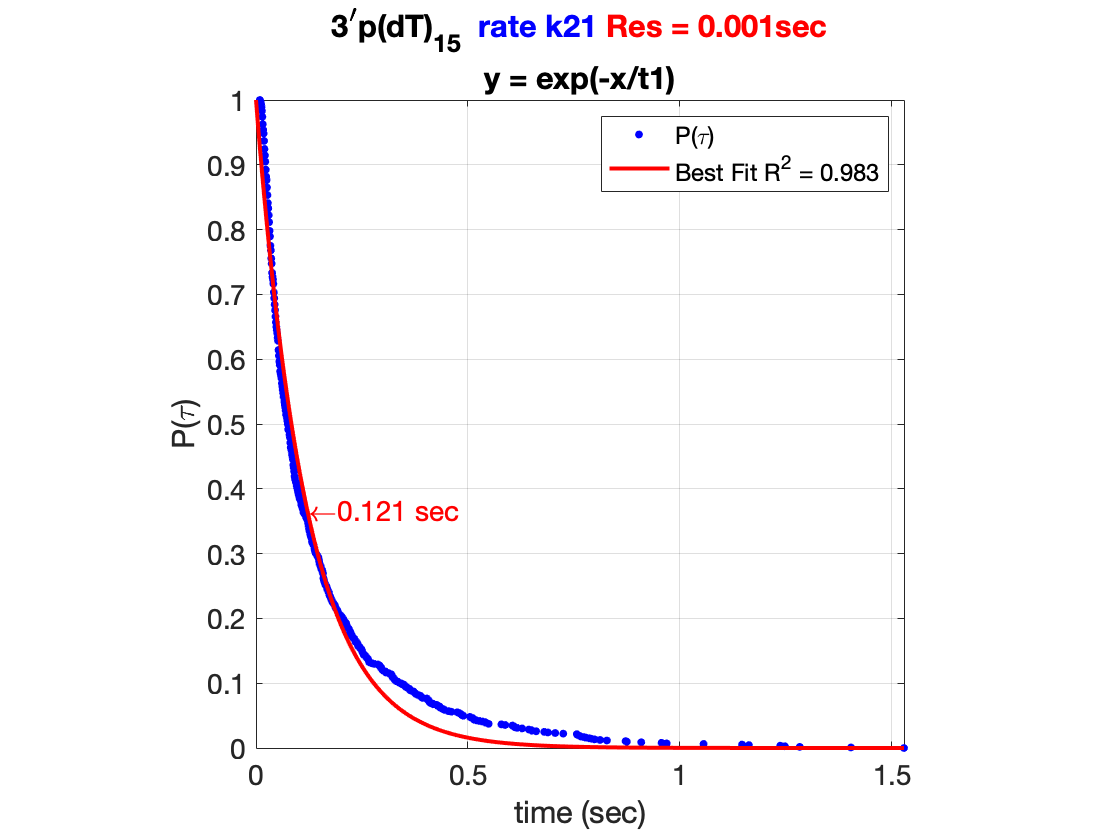 3′p(dT)15 rate k21 Res = 0.001sec
y = exp(-x/t1)
P(τ)
Best Fit R2 = 0.983
1
0.9
0.8
0.7
0.6
0.5
0.4
0.3
0.2
0.1
0
P(τ)
←0.121 sec
0 0.5 1 1.5
time (sec)